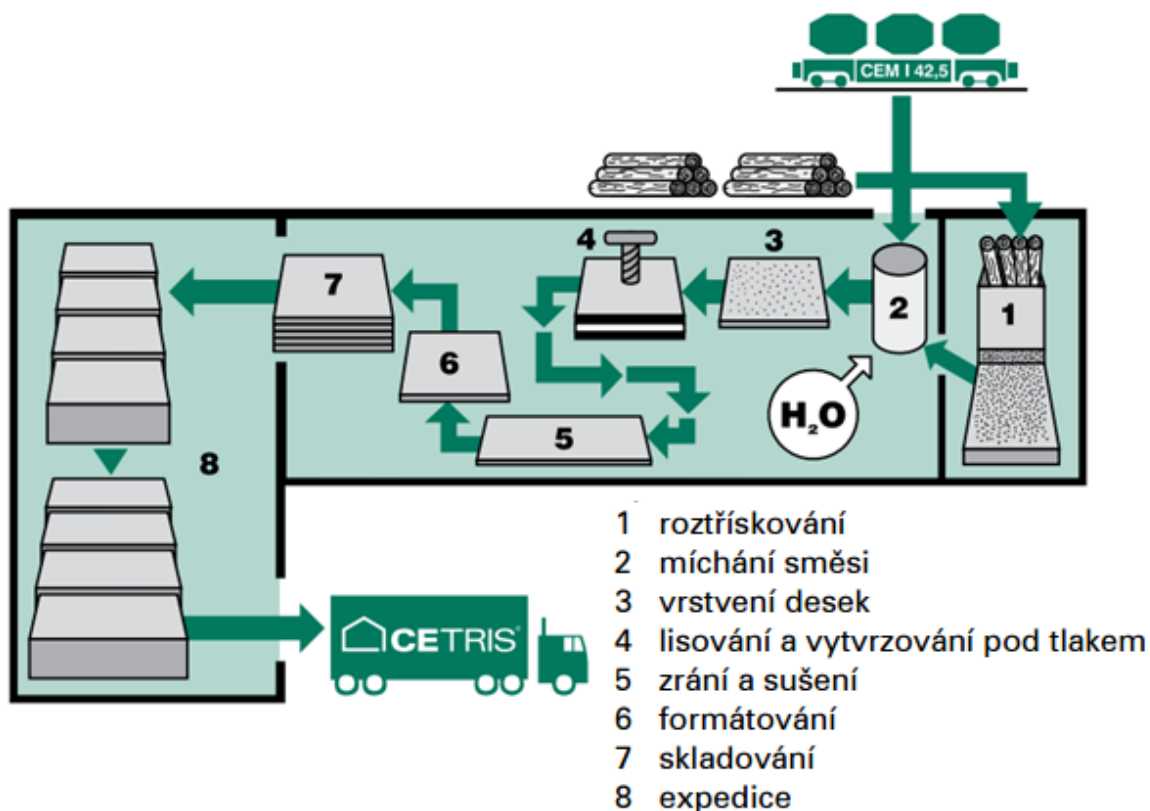 CEM I 42,5
4
3
7
2
1
6
H₂O
5
8
1 roztřískování
2 míchání směsi
3 vrstvení desek
4 lisování a vytvrzování pod tlakem
CETRIS®
5 zrání a sušení
6 formátování
7 skladování
8 expedice